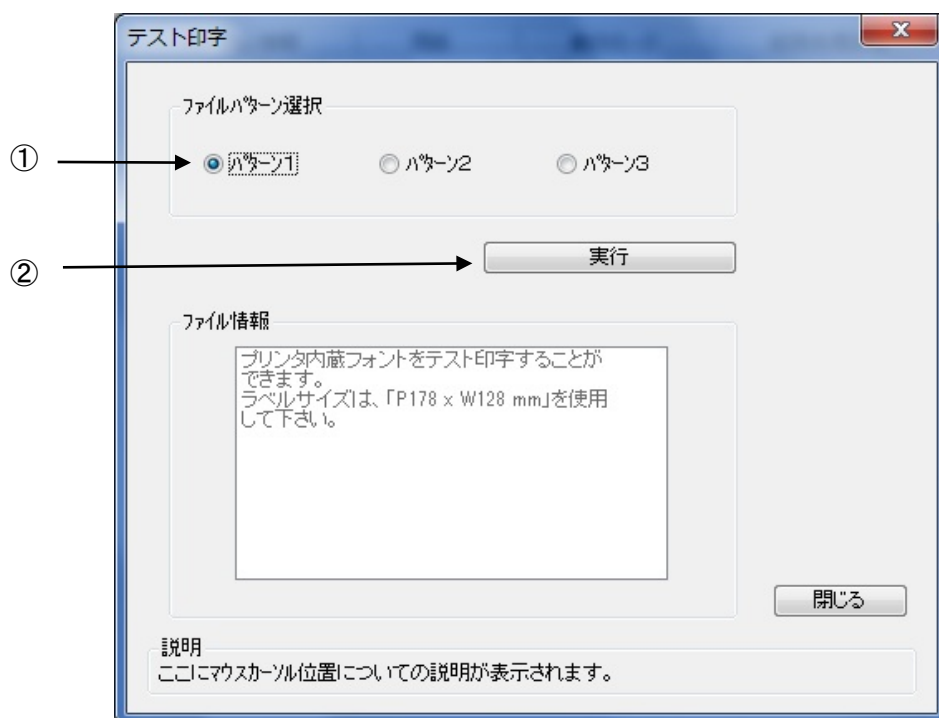 テスト印字
ファイルパターン選択
① パターン1 パターン2 パターン3
② 実行
ファイル情報
プリンタ内蔵フォントをテスト印字することが
できます。
ラベルサイズは、「P178 x W128 mm」を使用
して下さい。
閉じる
説明
ここにマウスカーソル位置についての説明が表示されます。